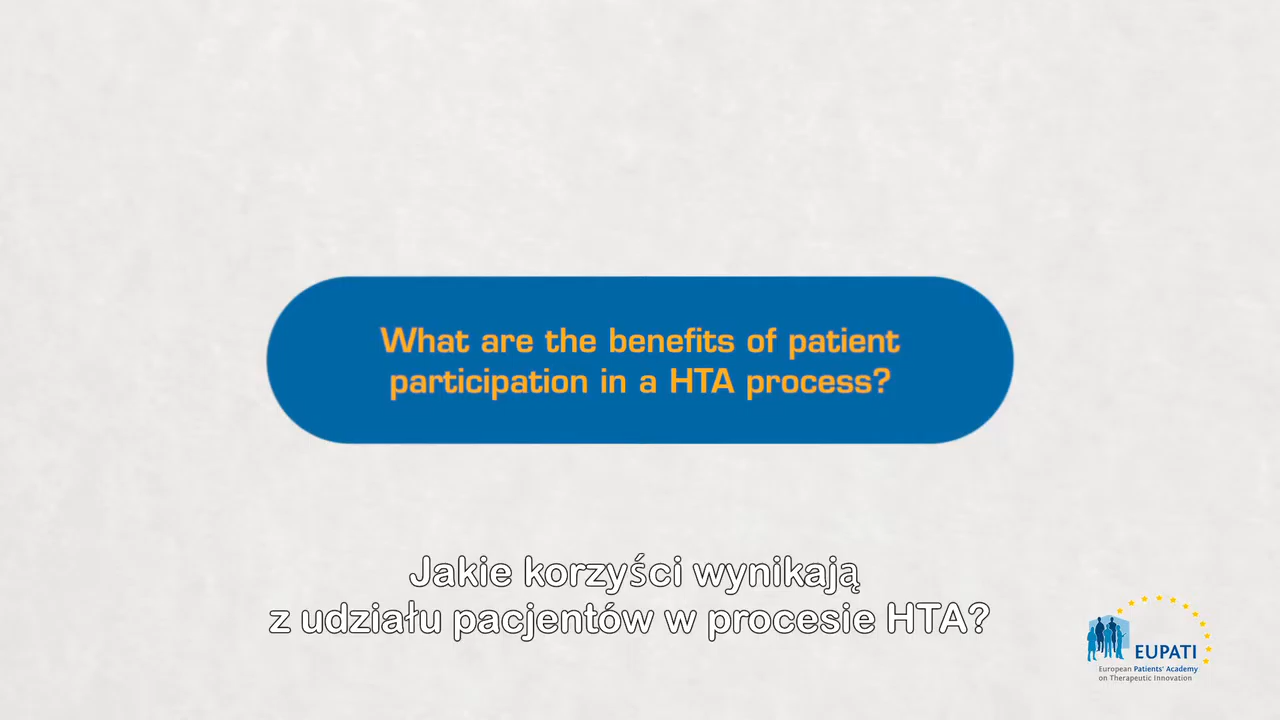 What are the benefits of patient
participation in a HTA process?
Jakie korzyści wynikają
z udziału pacjentów w procesie HTA?
EUPATI
European Patients' Academy
on Therapeutic Innovation